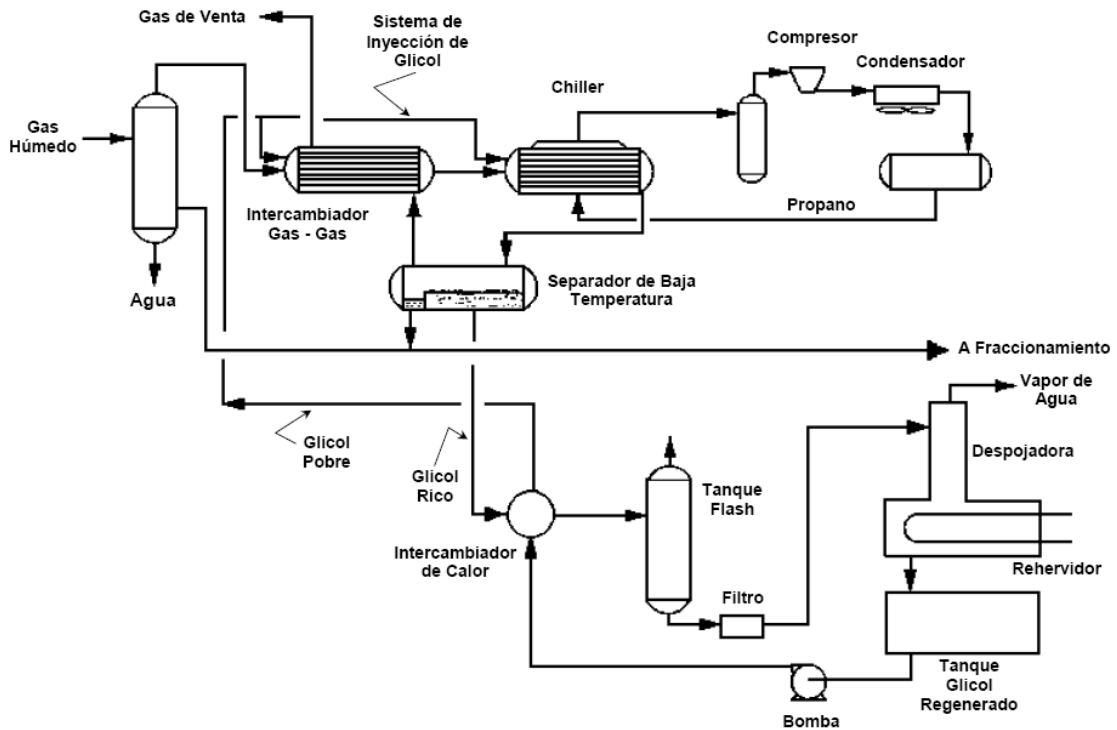 Gas de Venta
Sistema de
Inyección de
Glicol
Compresor
Condensador
Chiller
Gas
Húmedo
Intercambiador
Gas - Gas
Propano
Agua
Separador de Baja
Temperatura
A Fraccionamiento
Vapor de
Agua
Glicol
Pobre
Glicol
Rico
Despojadora
Tanque
Flash
Intercambiador
de Calor
Rehervidor
Filtro
Tanque
Glicol
Regenerado
Bomba